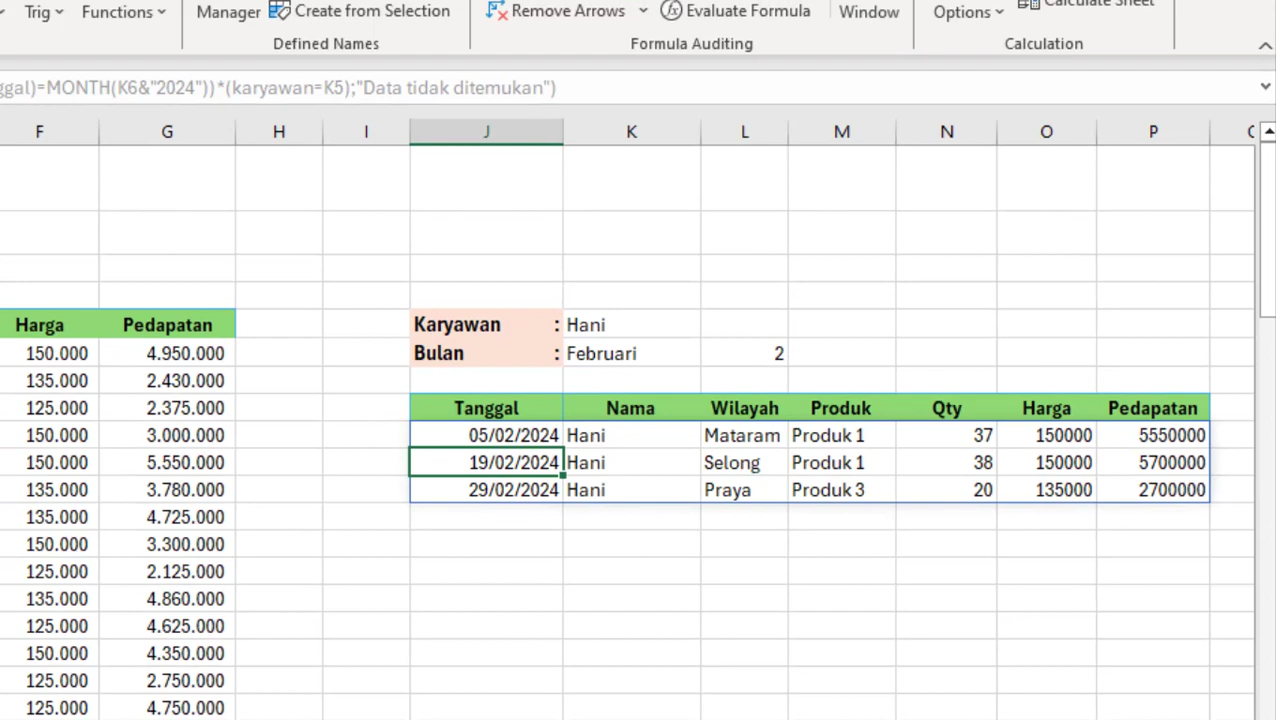 Trig Functions Manager Create from Selection Remove Arrows Evaluate Formula Window Options
Defined Names Formula Auditing Calculation
)=MONTH(K6&"2024"))*(karyawan=K5);"Data tidak ditemukan")
F G H I J K L M N O P
Harga Pedapatan Karyawan : Hani
150.000 4.950.000 Bulan : Februari 2
135.000 2.430.000
125.000 2.375.000 Tanggal Nama Wilayah Produk Qty Harga Pedapatan
150.000 3.000.000 05/02/2024 Hani Mataram Produk 1 37 150000 5550000
150.000 5.550.000 19/02/2024 Hani Selong Produk 1 38 150000 5700000
135.000 3.780.000 29/02/2024 Hani Praya Produk 3 20 135000 2700000
135.000 4.725.000
150.000 3.300.000
125.000 2.125.000
135.000 4.860.000
125.000 4.625.000
150.000 4.350.000
125.000 2.750.000
125.000 4.750.000